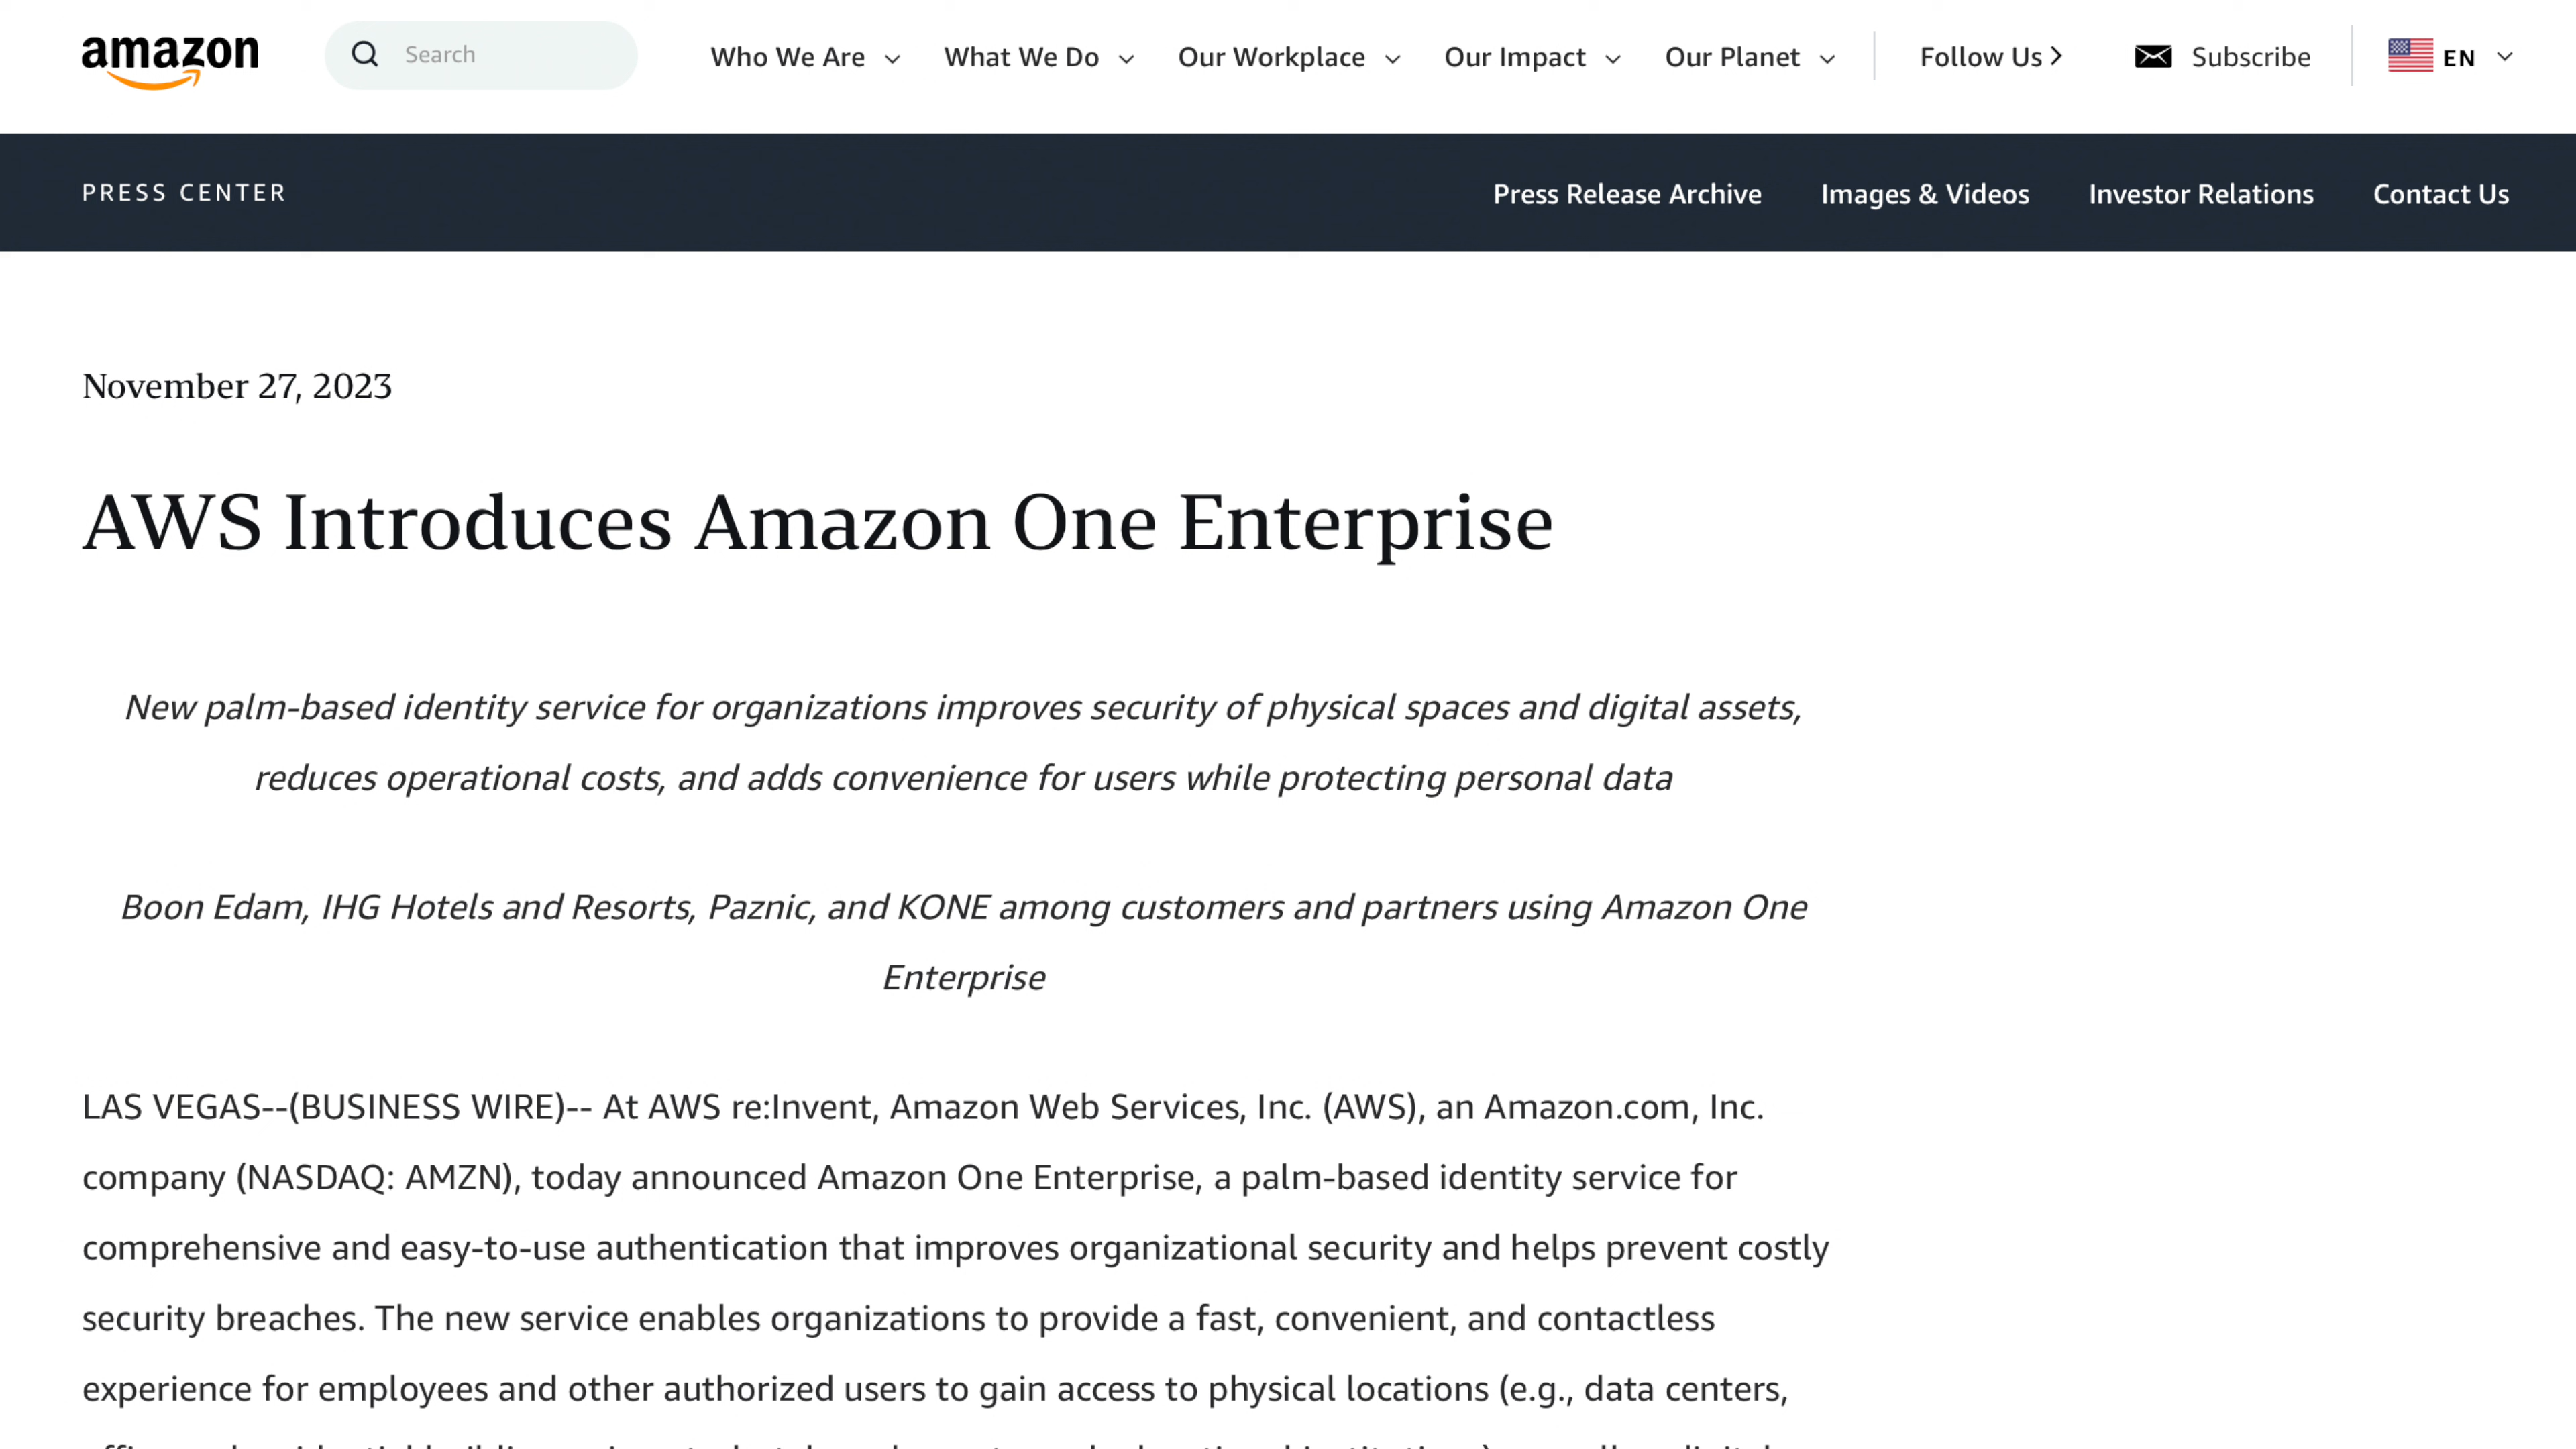 amazon
Search
Who We Are
What We Do
Our Workplace
Our Impact
Our Planet
Follow Us
Subscribe
EN
PRESS CENTER
Press Release Archive
Images & Videos
Investor Relations
Contact Us
November 27, 2023
AWS Introduces Amazon One Enterprise
New palm-based identity service for organizations improves security of physical spaces and digital assets,
reduces operational costs, and adds convenience for users while protecting personal data
Boon Edam, IHG Hotels and Resorts, Paznic, and KONE among customers and partners using Amazon One
Enterprise
LAS VEGAS--(BUSINESS WIRE)-- At AWS re:Invent, Amazon Web Services, Inc. (AWS), an Amazon.com, Inc.
company (NASDAQ: AMZN), today announced Amazon One Enterprise, a palm-based identity service for
comprehensive and easy-to-use authentication that improves organizational security and helps prevent costly
security breaches. The new service enables organizations to provide a fast, convenient, and contactless
experience for employees and other authorized users to gain access to physical locations (e.g., data centers,